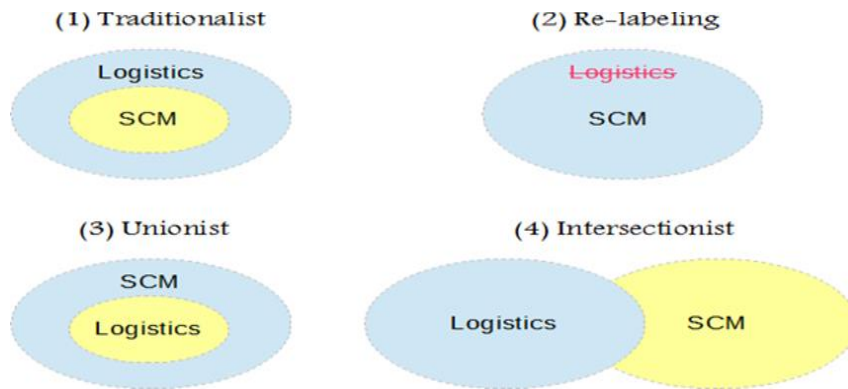 (1) Traditionalist
Logistics
SCM
(2) Re-labeling
Logistics
SCM
(3) Unionist
SCM
Logistics
(4) Intersectionist
Logistics
SCM